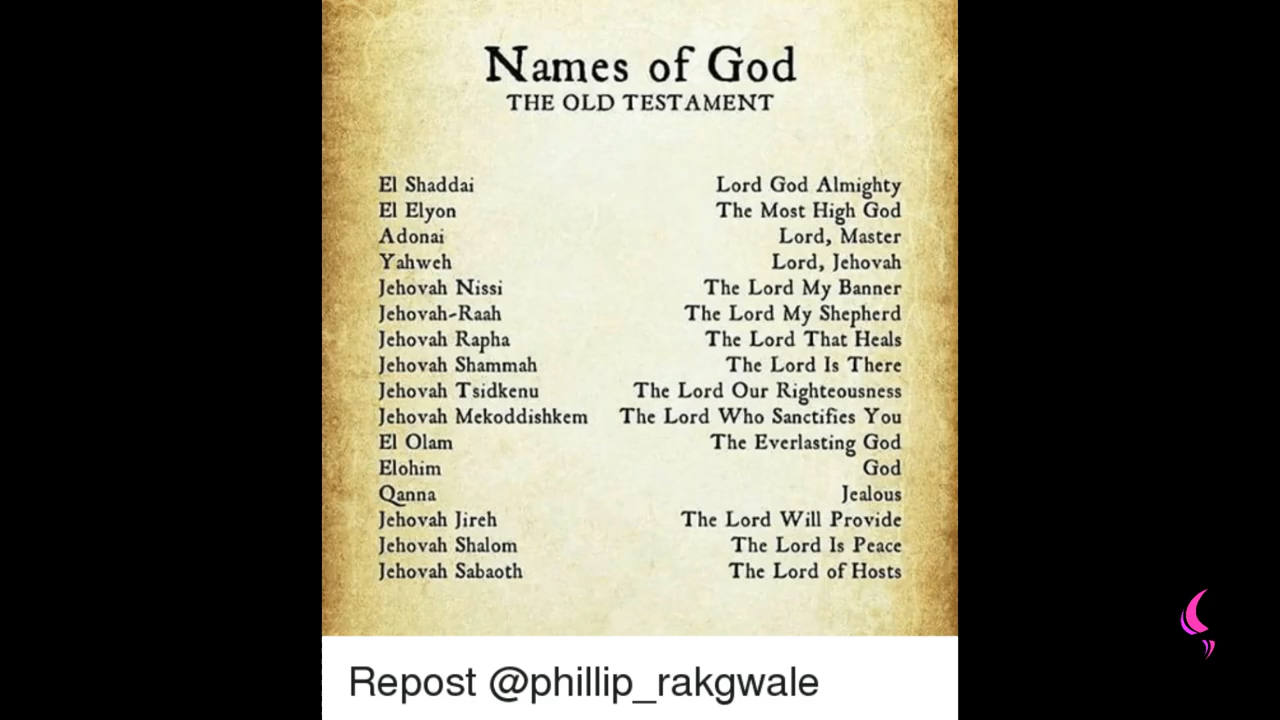 Names of God
THE OLD TESTAMENT
El Shaddai Lord God Almighty
El Elyon The Most High God
Adonai Lord, Master
Yahweh Lord, Jehovah
Jehovah Nissi The Lord My Banner
Jehovah-Raah The Lord My Shepherd
Jehovah Rapha The Lord That Heals
Jehovah Shammah The Lord Is There
Jehovah Tsidkenu The Lord Our Righteousness
Jehovah Mekoddishkem The Lord Who Sanctifies You
El Olam The Everlasting God
Elohim God
Qanna Jealous
Jehovah Jireh The Lord Will Provide
Jehovah Shalom The Lord Is Peace
Jehovah Sabaoth The Lord of Hosts
Repost @phillip_rakgwale